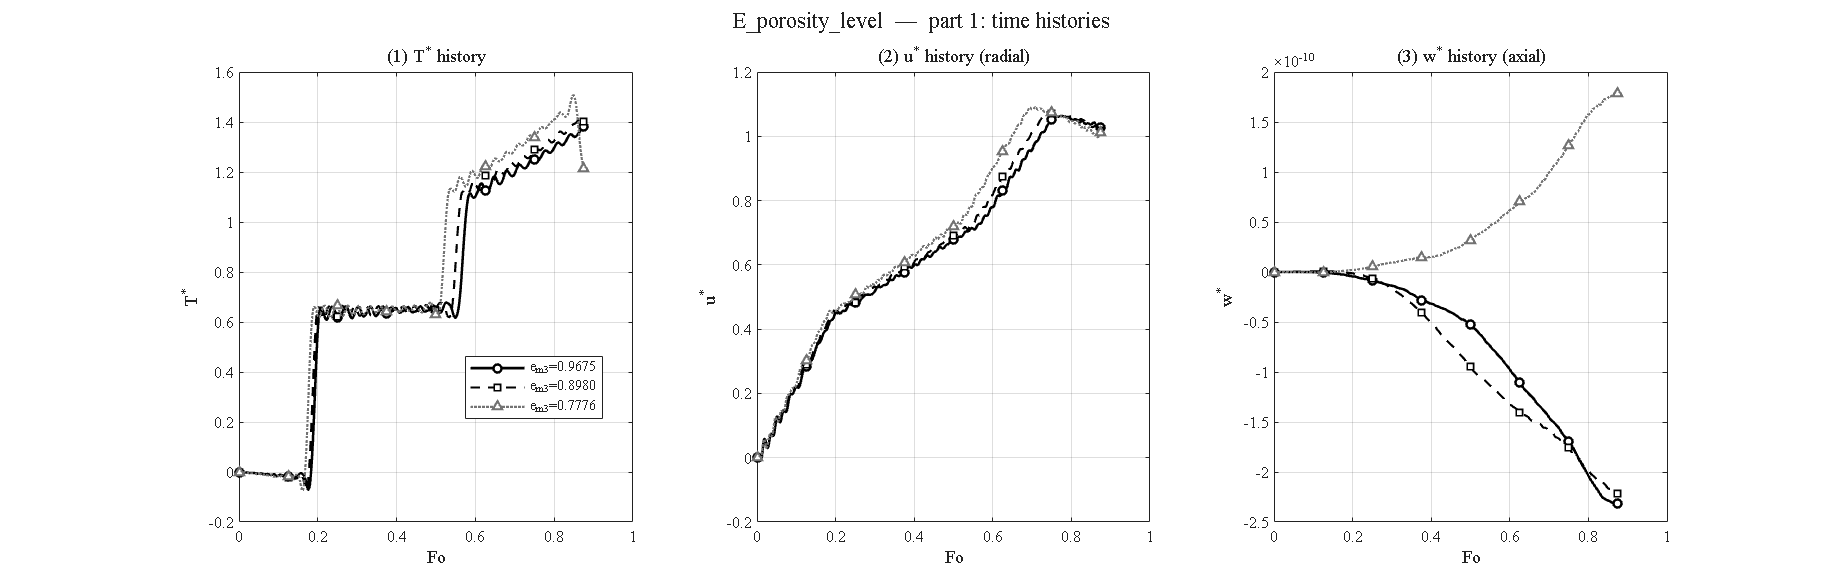 E_porosity_level — part 1: time histories
(1) T* history
1.6
1.4
1.2
1
0.8
0.6
0.4
0.2
0
-0.2
T*
0 0.2 0.4 0.6 0.8 1
Fo
em3=0.9675
em3=0.8980
em3=0.7776
(2) u* history (radial)
1.2
1
0.8
0.6
0.4
0.2
0
-0.2
u*
0 0.2 0.4 0.6 0.8 1
Fo
(3) w* history (axial)
×10-10
2
1.5
1
0.5
0
-0.5
-1
-1.5
-2
-2.5
w*
0 0.2 0.4 0.6 0.8 1
Fo